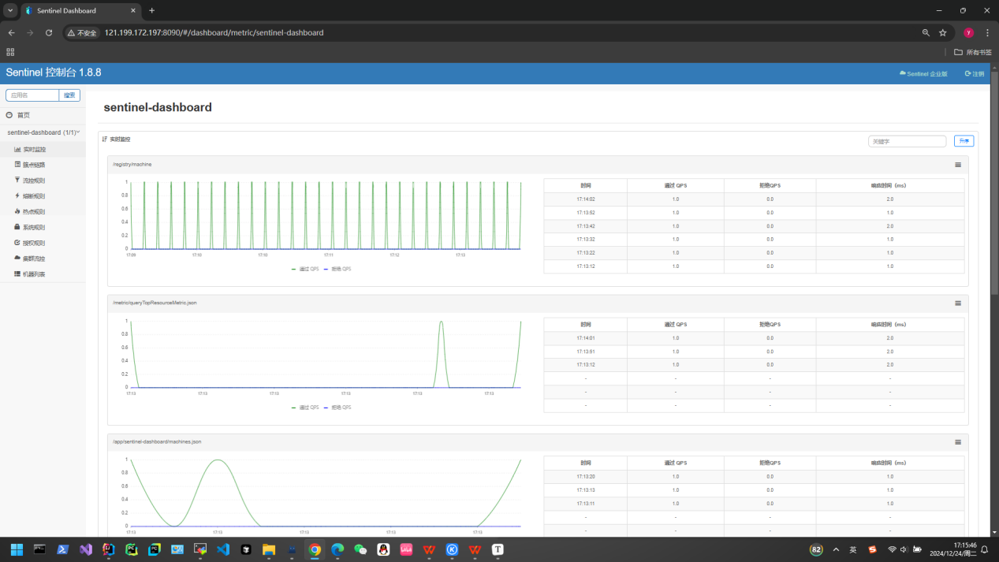 Sentinel Dashboard
不安全 121.199.172.197:8090/#/dashboard/metric/sentinel-dashboard
所有书签
Sentinel 控制台 1.8.8
Sentinel 企业版 注销
应用名 搜索
首页
sentinel-dashboard (1/1)
实时监控
簇点链路
流控规则
熔断规则
热点规则
系统规则
授权规则
集群流控
机器列表
sentinel-dashboard
实时监控 关键字 升序
/registry/machine
1
0.8
0.6
0.4
0.2
0
17:09 17:10 17:10 17:11 17:12 17:13
通过 QPS 拒绝 QPS
时间 通过 QPS 拒绝QPS 响应时间 (ms)
17:14:02 1.0 0.0 2.0
17:13:52 1.0 0.0 1.0
17:13:42 1.0 0.0 2.0
17:13:32 1.0 0.0 1.0
17:13:22 1.0 0.0 1.0
17:13:12 1.0 0.0 1.0
/metric/queryTopResourceMetric.json
1
0.8
0.6
0.4
0.2
0
17:13 17:13 17:13 17:13 17:13 17:13
通过 QPS 拒绝 QPS
时间 通过 QPS 拒绝QPS 响应时间 (ms)
17:14:01 1.0 0.0 2.0
17:13:51 1.0 0.0 2.0
17:13:12 1.0 0.0 2.0
- - - -
- - - -
- - - -
/app/sentinel-dashboard/machines.json
1
0.8
0.6
0.4
0.2
0
17:13 17:13 17:13 17:13 17:13
时间 通过 QPS 拒绝QPS 响应时间 (ms)
17:13:20 1.0 0.0 1.0
17:13:13 1.0 0.0 1.0
17:13:11 1.0 0.0 1.0
- - - -
- - - -
82
英
17:15:46
2024/12/24/周二